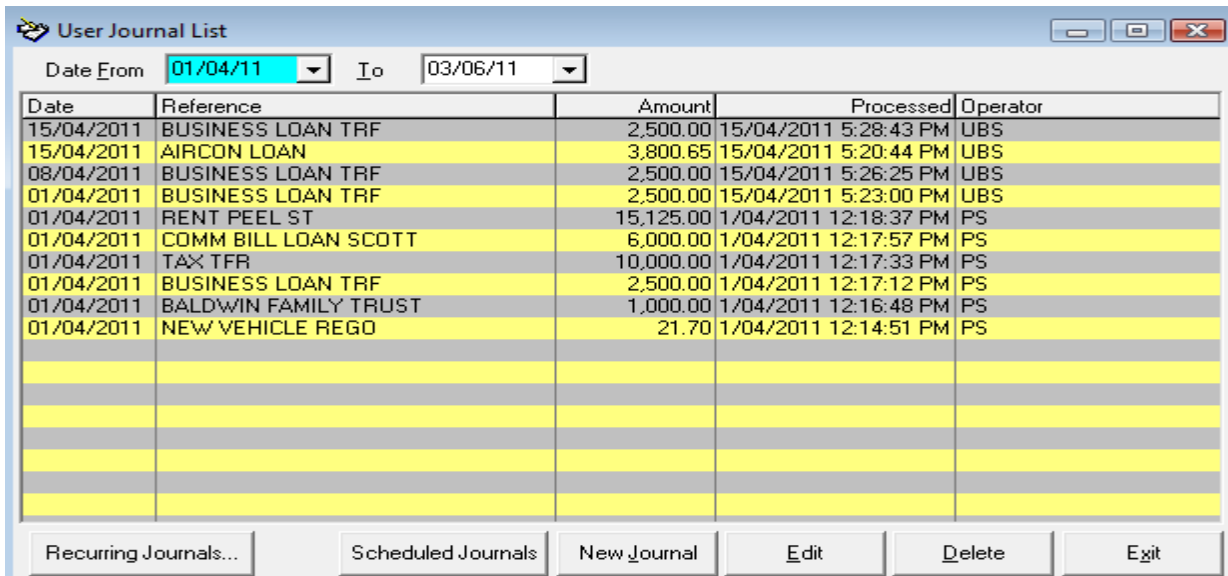 User Journal List
Date From 01/04/11 To 03/06/11
Date Reference Amount Processed Operator
15/04/2011 BUSINESS LOAN TRF 2,500.00 15/04/2011 5:28:43 PM UBS
15/04/2011 AIRCON LOAN 3,800.65 15/04/2011 5:20:44 PM UBS
08/04/2011 BUSINESS LOAN TRF 2,500.00 15/04/2011 5:26:25 PM UBS
01/04/2011 BUSINESS LOAN TRF 2,500.00 15/04/2011 5:23:00 PM UBS
01/04/2011 RENT PEEL ST 15,125.00 1/04/2011 12:18:37 PM PS
01/04/2011 COMM BILL LOAN SCOTT 6,000.00 1/04/2011 12:17:57 PM PS
01/04/2011 TAX TFR 10,000.00 1/04/2011 12:17:33 PM PS
01/04/2011 BUSINESS LOAN TRF 2,500.00 1/04/2011 12:17:12 PM PS
01/04/2011 BALDWIN FAMILY TRUST 1,000.00 1/04/2011 12:16:48 PM PS
01/04/2011 NEW VEHICLE REGO 21.70 1/04/2011 12:14:51 PM PS
Recurring Journals... Scheduled Journals New Journal Edit Delete Exit